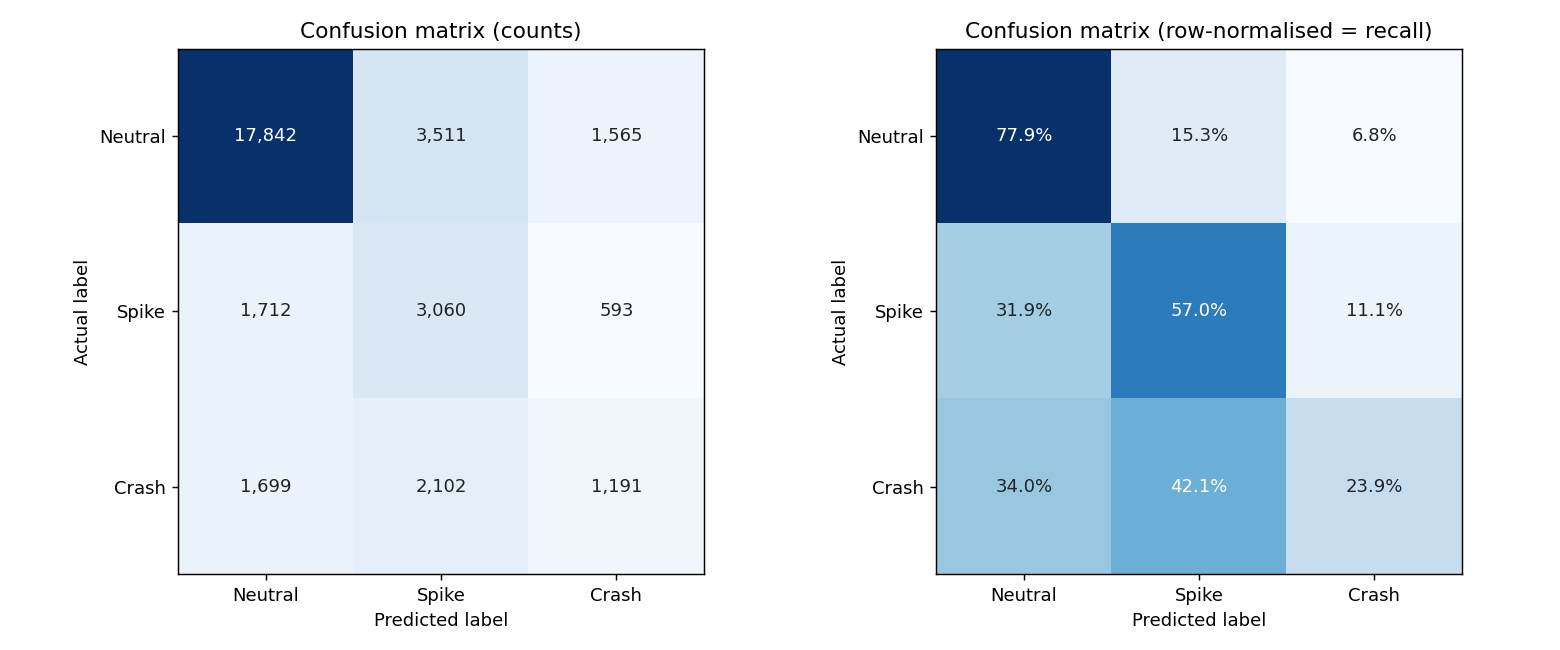 Confusion matrix (counts)
Neutral 17,842 3,511 1,565
Spike 1,712 3,060 593
Crash 1,699 2,102 1,191
Actual label
Neutral Spike Crash
Predicted label
Confusion matrix (row-normalised = recall)
Neutral 77.9% 15.3% 6.8%
Spike 31.9% 57.0% 11.1%
Crash 34.0% 42.1% 23.9%
Actual label
Neutral Spike Crash
Predicted label